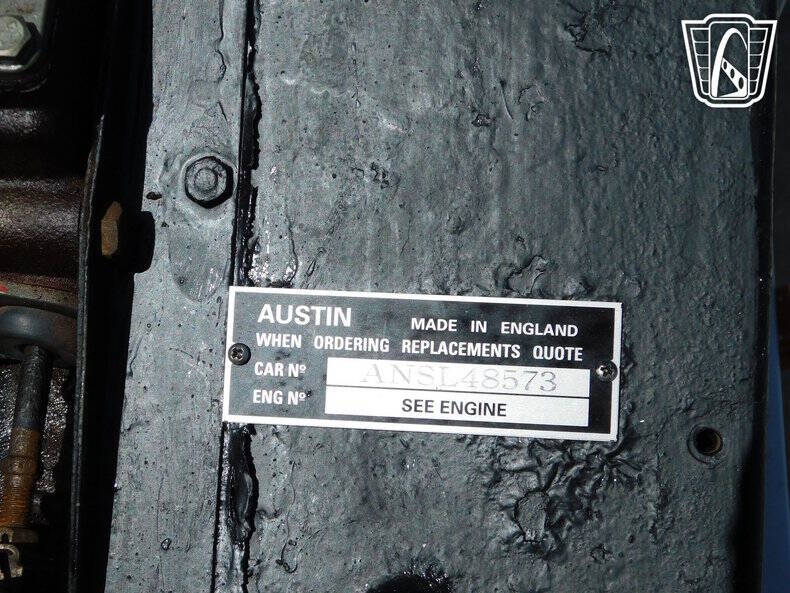 AUSTIN
MADE IN ENGLAND
WHEN ORDERING REPLACEMENTS QUOTE
CAR Nº ANSL48573
ENG Nº SEE ENGINE